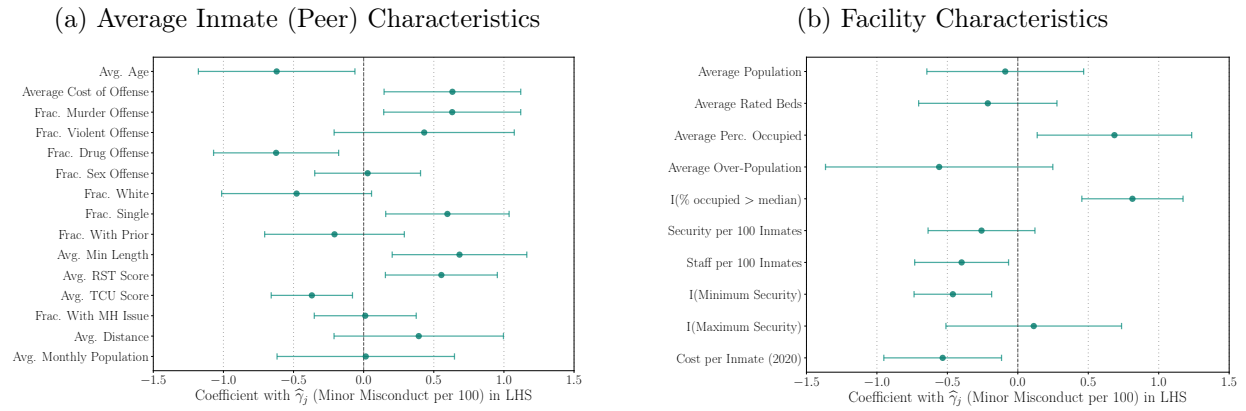 (a) Average Inmate (Peer) Characteristics
Avg. Age
Average Cost of Offense
Frac. Murder Offense
Frac. Violent Offense
Frac. Drug Offense
Frac. Sex Offense
Frac. White
Frac. Single
Frac. With Prior
Avg. Min Length
Avg. RST Score
Avg. TCU Score
Frac. With MH Issue
Avg. Distance
Avg. Monthly Population
−1.5 −1.0 −0.5 0.0 0.5 1.0 1.5
Coefficient with γ̂_j (Minor Misconduct per 100) in LHS
(b) Facility Characteristics
Average Population
Average Rated Beds
Average Perc. Occupied
Average Over-Population
I(% occupied > median)
Security per 100 Inmates
Staff per 100 Inmates
I(Minimum Security)
I(Maximum Security)
Cost per Inmate (2020)
−1.5 −1.0 −0.5 0.0 0.5 1.0 1.5
Coefficient with γ̂_j (Minor Misconduct per 100) in LHS